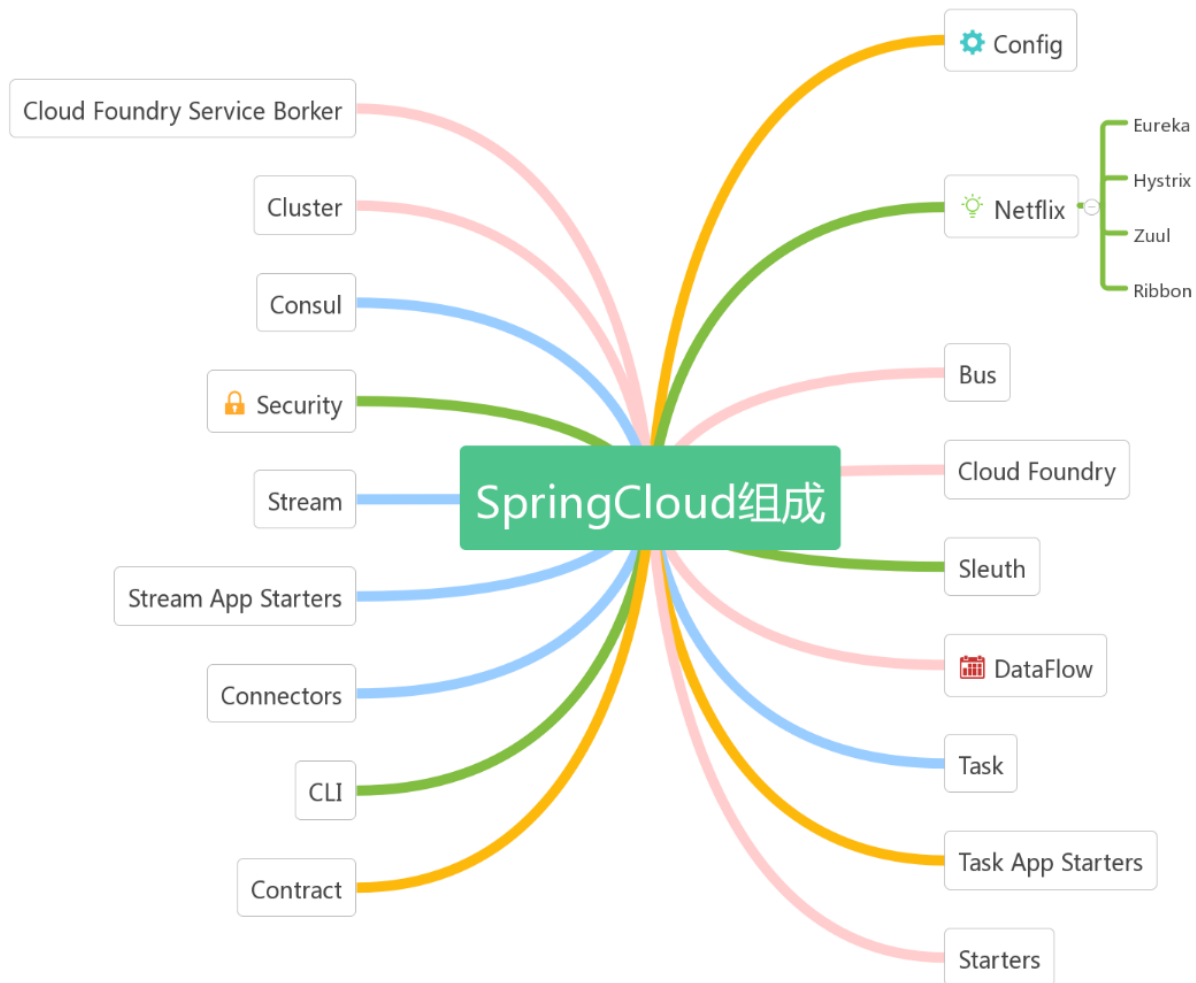 SpringCloud组成
Config
Netflix
Eureka
Hystrix
Zuul
Ribbon
Bus
Cloud Foundry
Sleuth
DataFlow
Task
Task App Starters
Starters
Cloud Foundry Service Borker
Cluster
Consul
Security
Stream
Stream App Starters
Connectors
CLI
Contract